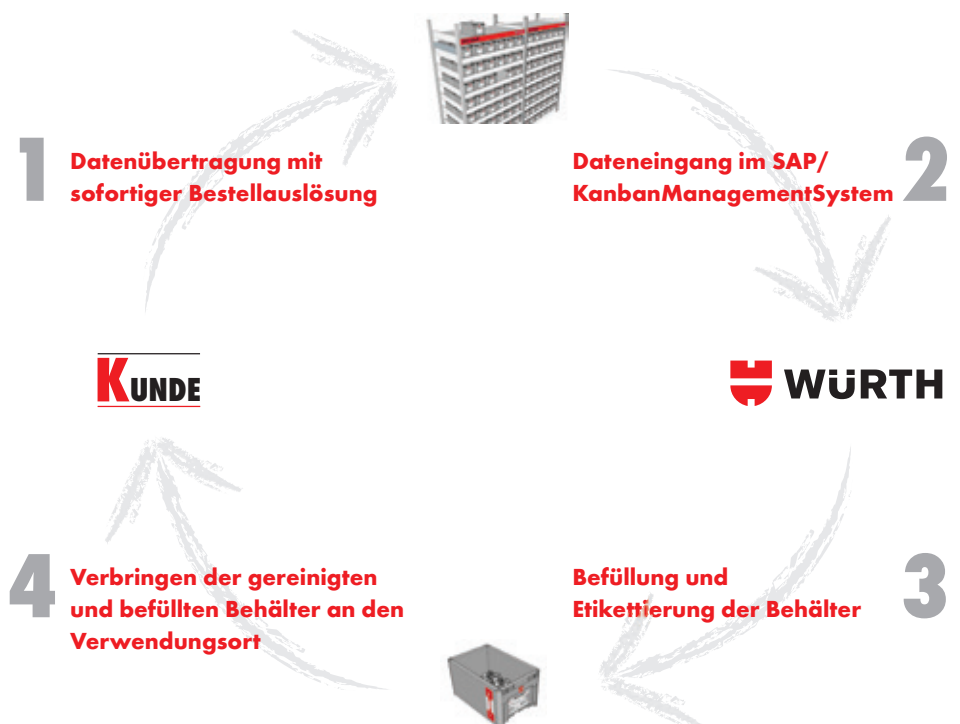 1
Datenübertragung mit
sofortiger Bestellauslösung
Dateneingang im SAP/
KanbanManagementSystem
2
KUNDE
WÜRTH
4
Verbringen der gereinigten
und befüllten Behälter an den
Verwendungsort
Befüllung und
Etikettierung der Behälter
3